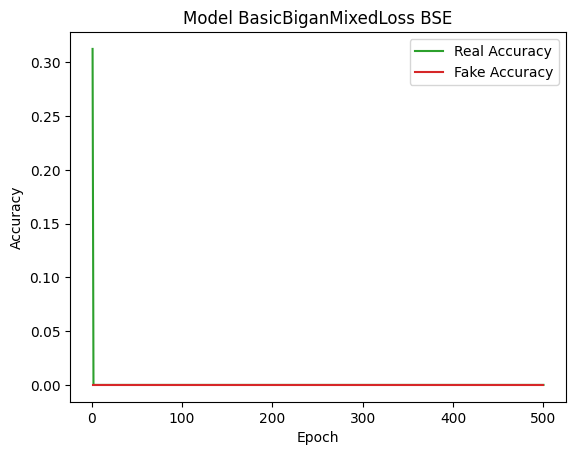 Model BasicBiganMixedLoss BSE
Real Accuracy
Fake Accuracy
Accuracy
0.30
0.25
0.20
0.15
0.10
0.05
0.00
0
100
200
300
400
500
Epoch